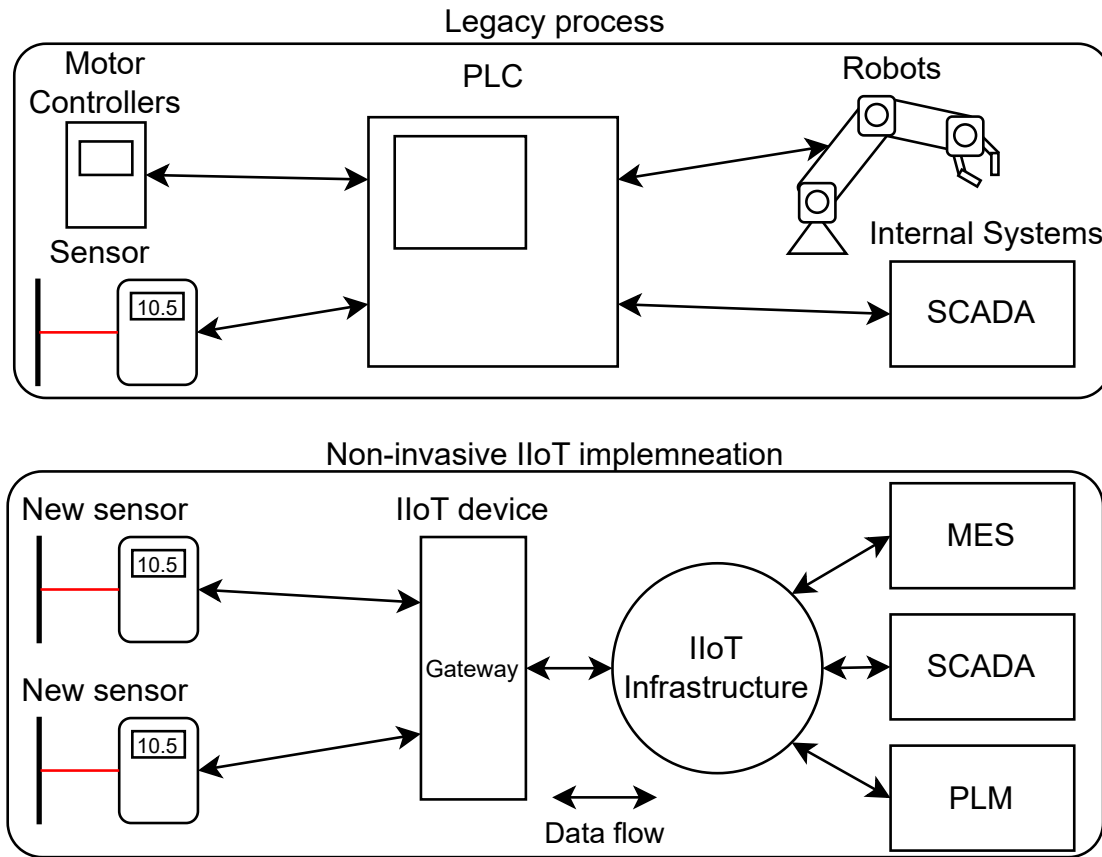 Legacy process
Motor
Controllers
PLC
Robots
Sensor
10.5
Internal Systems
SCADA
Non-invasive IIoT implemneation
New sensor
10.5
IIoT device
Gateway
New sensor
10.5
IIoT
Infrastructure
MES
SCADA
PLM
Data flow